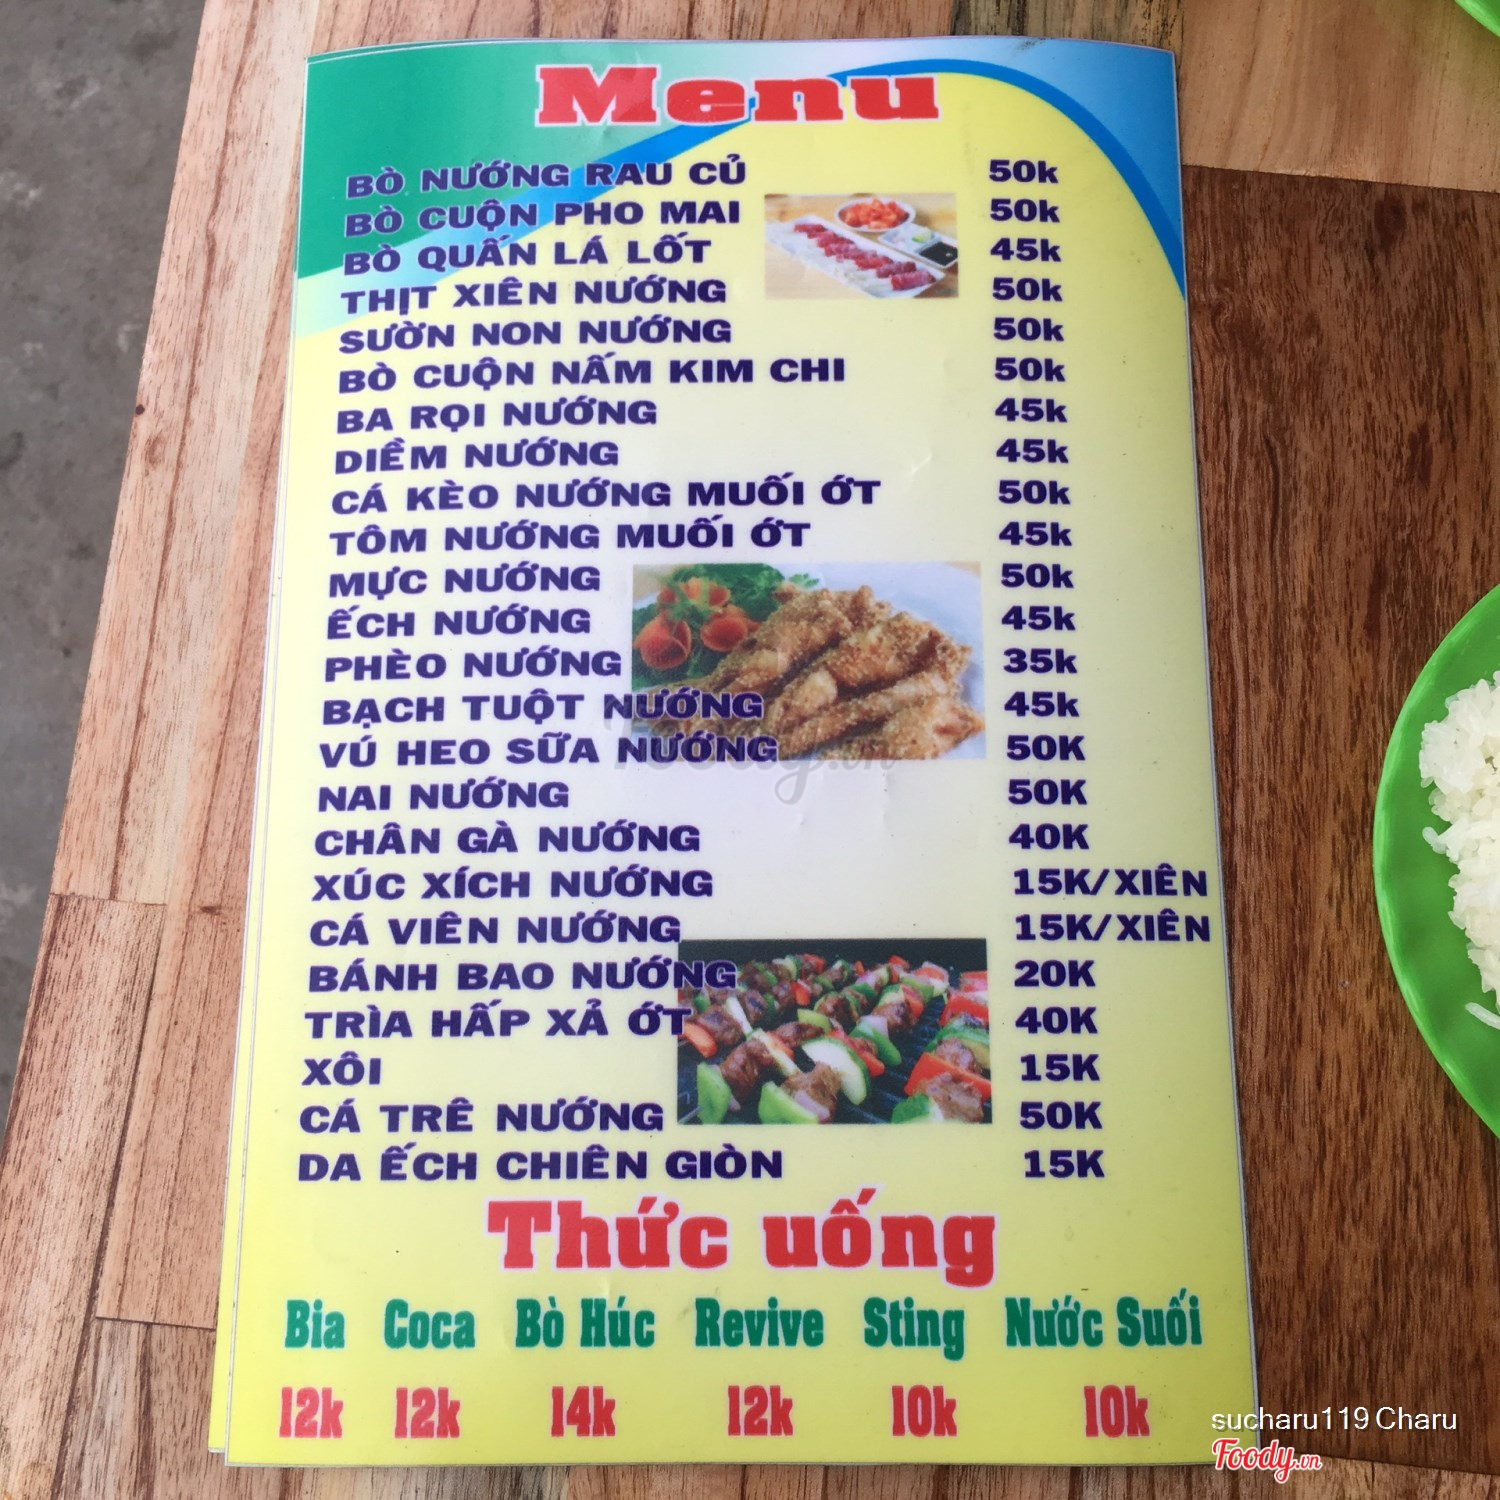 Menu
BÒ NƯỚNG RAU CỦ 50k
BÒ CUỘN PHO MAI 50k
BÒ QUẤN LÁ LỐT 45k
THỊT XIÊN NƯỚNG 50k
SƯỜN NON NƯỚNG 50k
BÒ CUỘN NẤM KIM CHI 50k
BA RỌI NƯỚNG 45k
DIỀM NƯỚNG 45k
CÁ KÈO NƯỚNG MUỐI ỚT 50k
TÔM NƯỚNG MUỐI ỚT 45k
MỰC NƯỚNG 50k
ẾCH NƯỚNG 45k
PHÈO NƯỚNG 35k
BẠCH TUỘT NƯỚNG 45k
VÚ HEO SỮA NƯỚNG 50K
NAI NƯỚNG 50K
CHÂN GÀ NƯỚNG 40K
XÚC XÍCH NƯỚNG 15K/XIÊN
CÁ VIÊN NƯỚNG 15K/XIÊN
BÁNH BAO NƯỚNG 20K
TRÌA HẤP XẢ ỚT 40K
XÔI 15K
CÁ TRÊ NƯỚNG 50K
DA ẾCH CHIÊN GIÒN 15K
Thức uống
Bia Coca Bò Húc Revive Sting Nước Suối
12k 12k 14k 12k 10k 10k
Foody.vn
sucharu119 Charu
Foody.vn